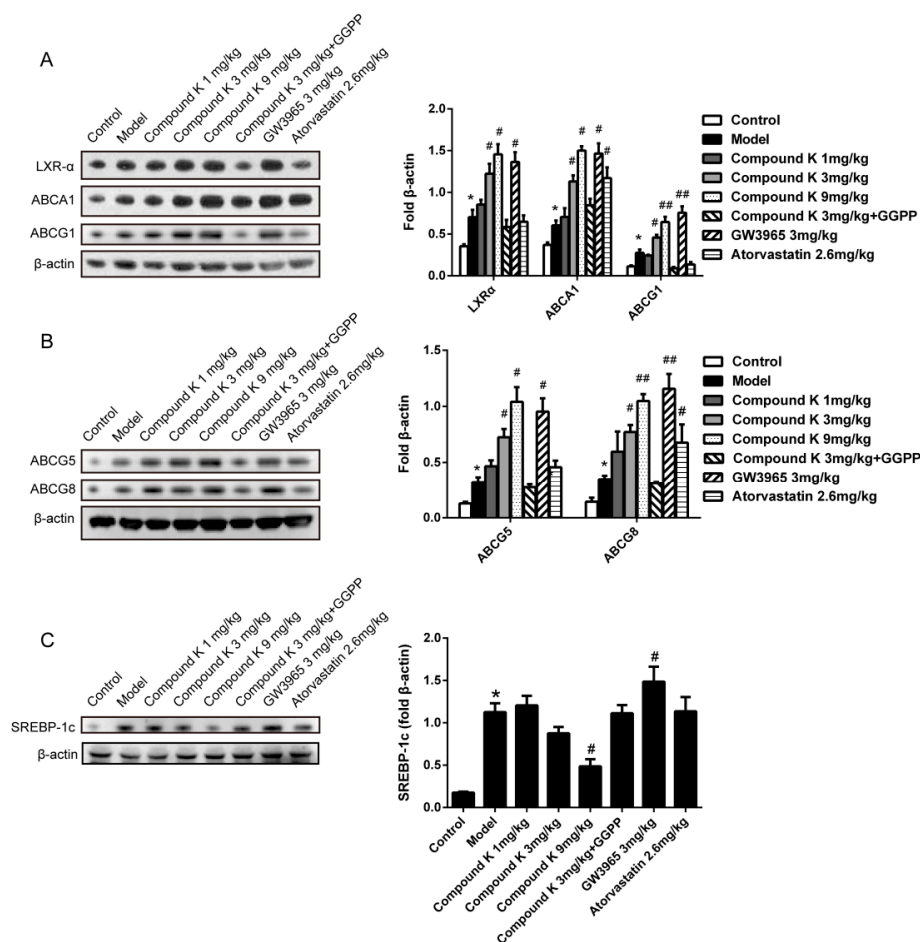 A
Control
Model
Compound K 1 mg/kg
Compound K 3 mg/kg
Compound K 9 mg/kg
Compound K 3 mg/kg+GGPP
GW3965 3 mg/kg
Atorvastatin 2.6mg/kg
LXR-α
ABCA1
ABCG1
β-actin
Fold β-actin
2.0
1.5
1.0
0.5
0.0
* # # # * # # # # * # ## ##
LXRα
ABCA1
ABCG1
Control
Model
Compound K 1mg/kg
Compound K 3mg/kg
Compound K 9mg/kg
Compound K 3mg/kg+GGPP
GW3965 3mg/kg
Atorvastatin 2.6mg/kg
B
Control
Model
Compound K 1 mg/kg
Compound K 3 mg/kg
Compound K 9 mg/kg
Compound K 3 mg/kg+GGPP
GW3965 3 mg/kg
Atorvastatin 2.6mg/kg
ABCG5
ABCG8
β-actin
Fold β-actin
1.5
1.0
0.5
0.0
* # # # * # ## ## #
ABCG5
ABCG8
Control
Model
Compound K 1mg/kg
Compound K 3mg/kg
Compound K 9mg/kg
Compound K 3mg/kg+GGPP
GW3965 3mg/kg
Atorvastatin 2.6mg/kg
C
Control
Model
Compound K 1 mg/kg
Compound K 3 mg/kg
Compound K 9 mg/kg
Compound K 3 mg/kg+GGPP
GW3965 3 mg/kg
Atorvastatin 2.6mg/kg
SREBP-1c
β-actin
SREBP-1c (fold β-actin)
2.0
1.5
1.0
0.5
0.0
* # #
Control
Model
Compound K 1mg/kg
Compound K 3mg/kg
Compound K 9mg/kg
Compound K 3mg/kg+GGPP
GW3965 3mg/kg
Atorvastatin 2.6mg/kg